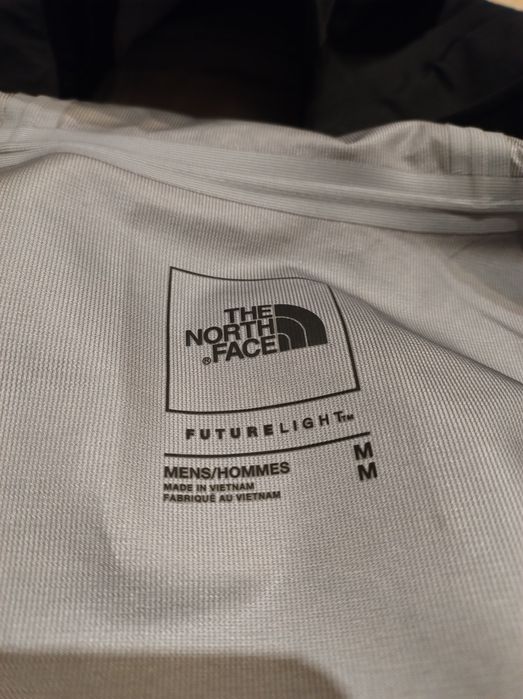 THE
NORTH
®FACE
FUTURELIGHT™
MENS/HOMMES M
MADE IN VIETNAM M
FABRIQUÉ AU VIETNAM